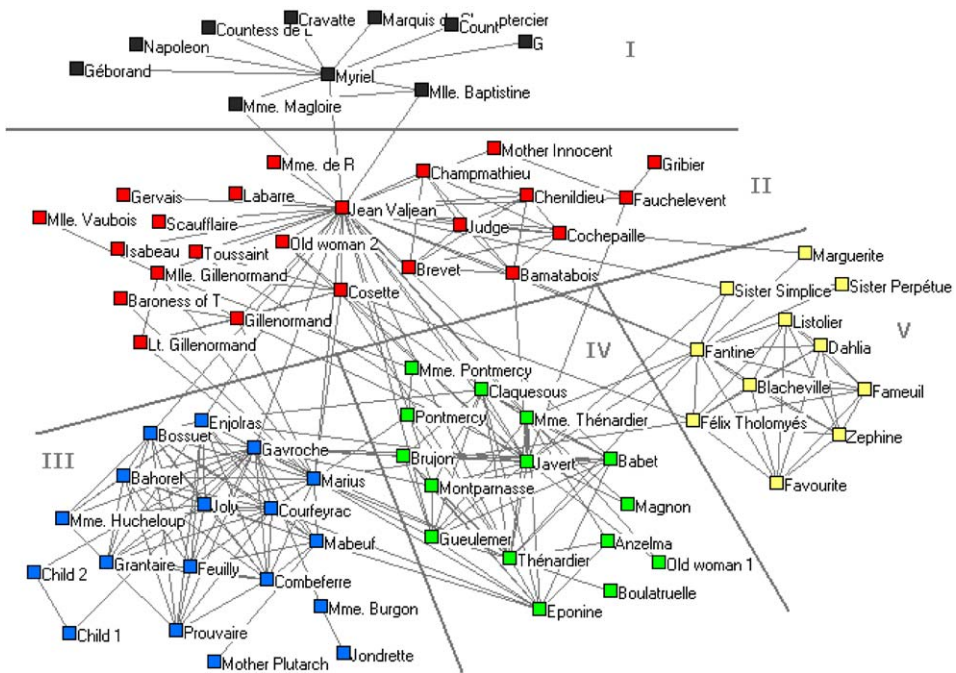 Cravatte
Marquis d
ptercier
Countess de L
Count
Napoleon
G
I
Géborand
Myriel
Mlle. Baptistine
Mme. Magloire
Mother Innocent
Mme. de R
Gribier
Champmathieu
II
Gervais
Labarre
Chenildieu
Fauchelevent
Jean Valjean
Mlle. Vaubois
Scaufflaire
Judge
Cochepaille
Isabeau
Toussaint
Old woman 2
Marguerite
Mlle. Gillenormand
Brevet
Bamatabois
Sister Simplice
Sister Perpétue
Cosette
Baroness of T
Gillenormand
Listolier
V
Lt. Gillenormand
IV
Fantine
Dahlia
Mme. Pontmercy
Claquesous
Blacheville
Fameuil
Pontmercy
Mme. Thénardier
Félix Tholomyés
Enjolras
Zephine
Bossuet
III
Gavroche
Brujon
Javert
Babet
Bahorel
Marius
Montparnasse
Favourite
Joly
Courfeyrac
Magnon
Mme. Hucheloup
Mabeuf
Gueulemer
Anzelma
Grantaire
Feuilly
Thénardier
Old woman 1
Child 2
Combeferre
Boulatruelle
Mme. Burgon
Eponine
Child 1
Prouvaire
Mother Plutarch
Jondrette